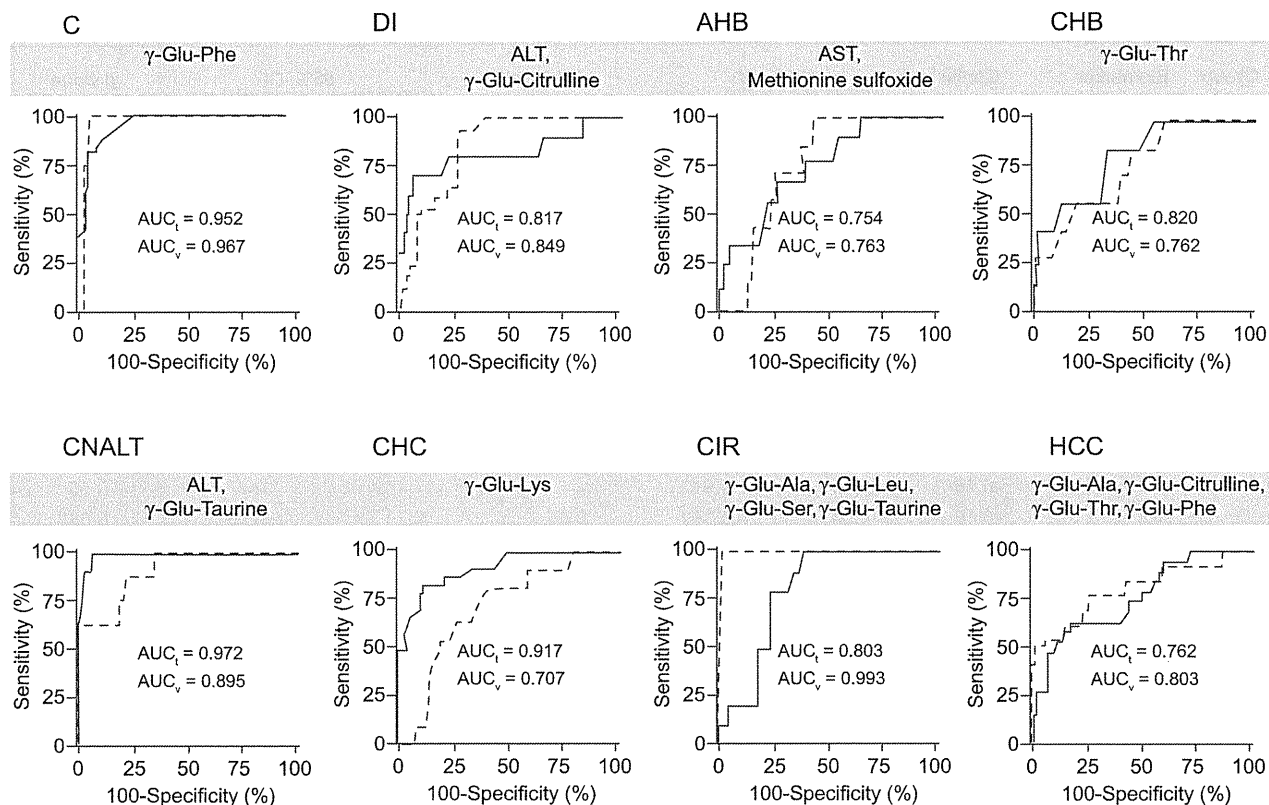 C
γ-Glu-Phe
Sensitivity (%)
100
75
50
25
0
AUCt = 0.952
AUCv = 0.967
0 25 50 75 100
100-Specificity (%)
DI
ALT,
γ-Glu-Citrulline
Sensitivity (%)
100
75
50
25
0
AUCt = 0.817
AUCv = 0.849
0 25 50 75 100
100-Specificity (%)
AHB
AST,
Methionine sulfoxide
Sensitivity (%)
100
75
50
25
0
AUCt = 0.754
AUCv = 0.763
0 25 50 75 100
100-Specificity (%)
CHB
γ-Glu-Thr
Sensitivity (%)
100
75
50
25
0
AUCt = 0.820
AUCv = 0.762
0 25 50 75 100
100-Specificity (%)
CNALT
ALT,
γ-Glu-Taurine
Sensitivity (%)
100
75
50
25
0
AUCt = 0.972
AUCv = 0.895
0 25 50 75 100
100-Specificity (%)
CHC
γ-Glu-Lys
Sensitivity (%)
100
75
50
25
0
AUCt = 0.917
AUCv = 0.707
0 25 50 75 100
100-Specificity (%)
CIR
γ-Glu-Ala, γ-Glu-Leu,
γ-Glu-Ser, γ-Glu-Taurine
Sensitivity (%)
100
75
50
25
0
AUCt = 0.803
AUCv = 0.993
0 25 50 75 100
100-Specificity (%)
HCC
γ-Glu-Ala, γ-Glu-Citrulline,
γ-Glu-Thr, γ-Glu-Phe
Sensitivity (%)
100
75
50
25
0
AUCt = 0.762
AUCv = 0.803
0 25 50 75 100
100-Specificity (%)